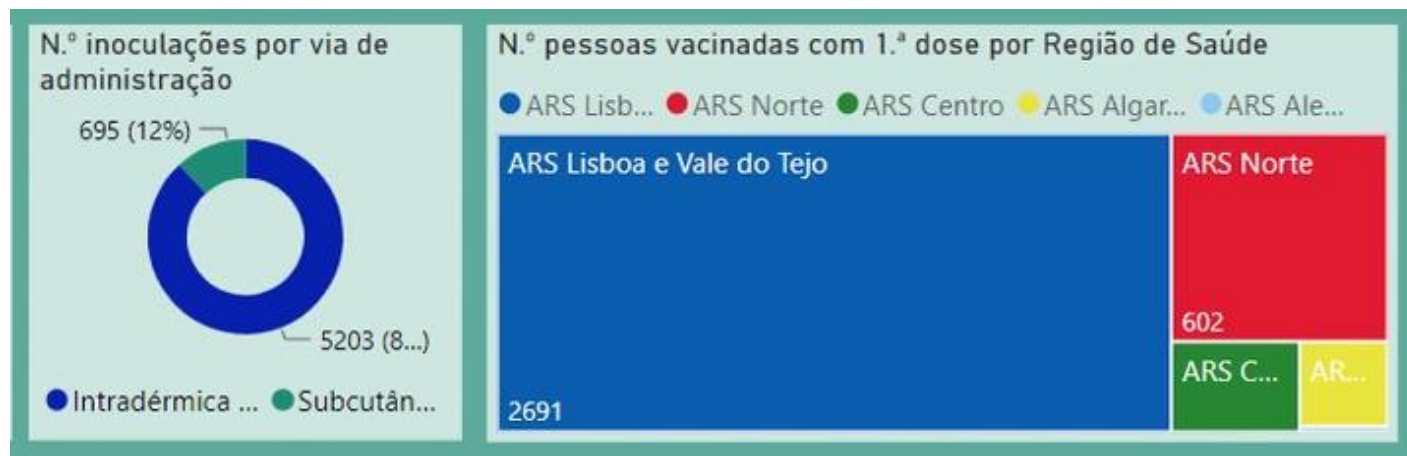 N.º inoculações por via de
administração
695 (12%)
5203 (8...)
Intradérmica ... Subcutân...
N.º pessoas vacinadas com 1.ª dose por Região de Saúde
ARS Lisb... ARS Norte ARS Centro ARS Algar... ARS Ale...
ARS Lisboa e Vale do Tejo
2691
ARS Norte
602
ARS C...
AR...